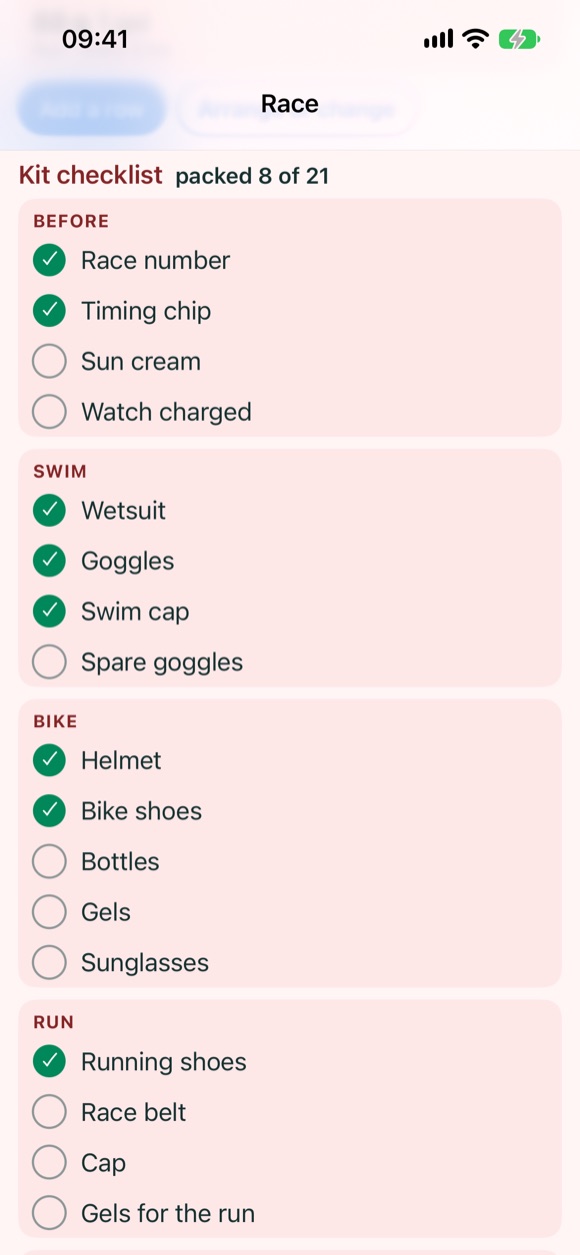 09:41
Race
Kit checklist packed 8 of 21
BEFORE
Race number
Timing chip
Sun cream
Watch charged
SWIM
Wetsuit
Goggles
Swim cap
Spare goggles
BIKE
Helmet
Bike shoes
Bottles
Gels
Sunglasses
RUN
Running shoes
Race belt
Cap
Gels for the run